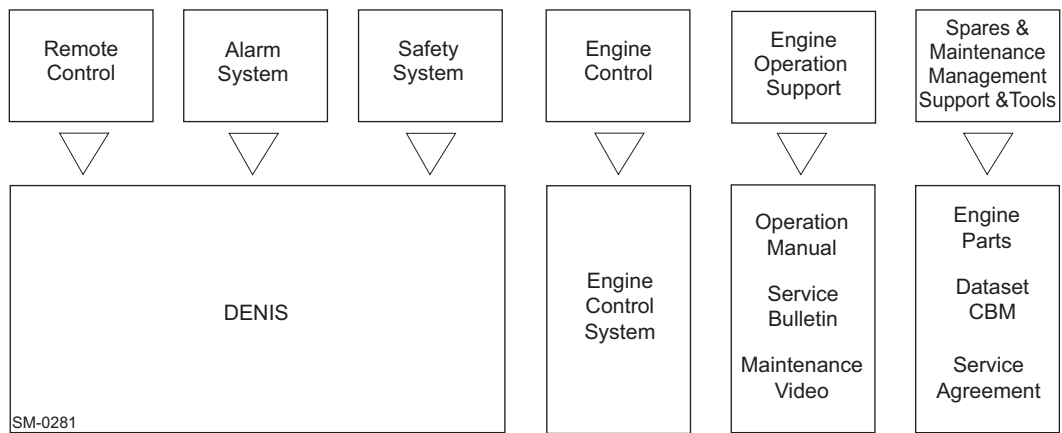 Remote
Control
Alarm
System
Safety
System
Engine
Control
Engine
Operation
Support
Spares &
Maintenance
Management
Support &Tools
DENIS
Engine
Control
System
Operation
Manual
Service
Bulletin
Maintenance
Video
Engine
Parts
Dataset
CBM
Service
Agreement
SM-0281